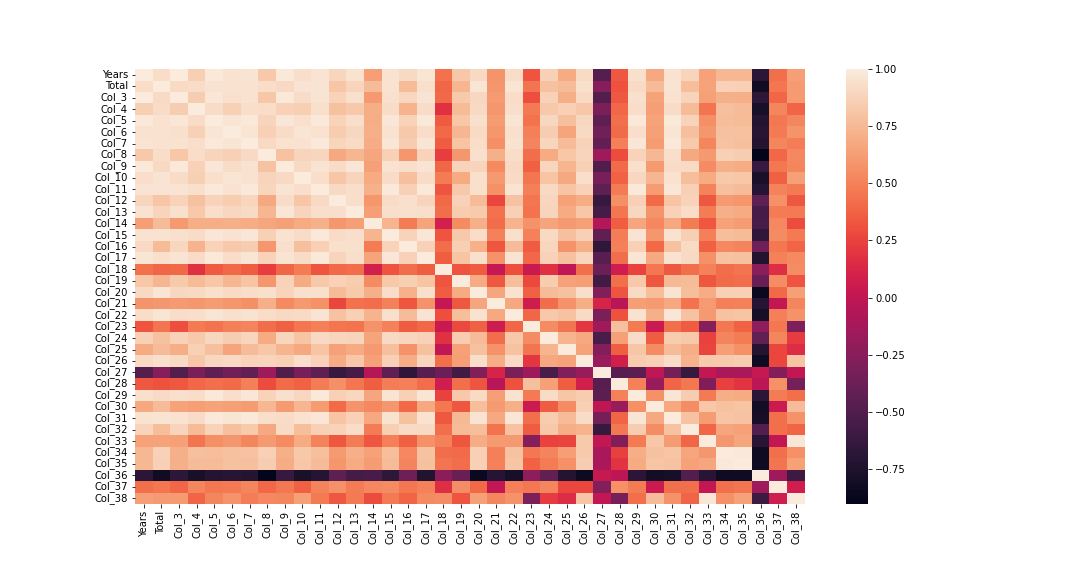 Years
Total
Col_3
Col_4
Col_5
Col_6
Col_7
Col_8
Col_9
Col_10
Col_11
Col_12
Col_13
Col_14
Col_15
Col_16
Col_17
Col_18
Col_19
Col_20
Col_21
Col_22
Col_23
Col_24
Col_25
Col_26
Col_27
Col_28
Col_29
Col_30
Col_31
Col_32
Col_33
Col_34
Col_35
Col_36
Col_37
Col_38
Years
Total
Col_3
Col_4
Col_5
Col_6
Col_7
Col_8
Col_9
Col_10
Col_11
Col_12
Col_13
Col_14
Col_15
Col_16
Col_17
Col_18
Col_19
Col_20
Col_21
Col_22
Col_23
Col_24
Col_25
Col_26
Col_27
Col_28
Col_29
Col_30
Col_31
Col_32
Col_33
Col_34
Col_35
Col_36
Col_37
Col_38
1.00
0.75
0.50
0.25
0.00
−0.25
−0.50
−0.75